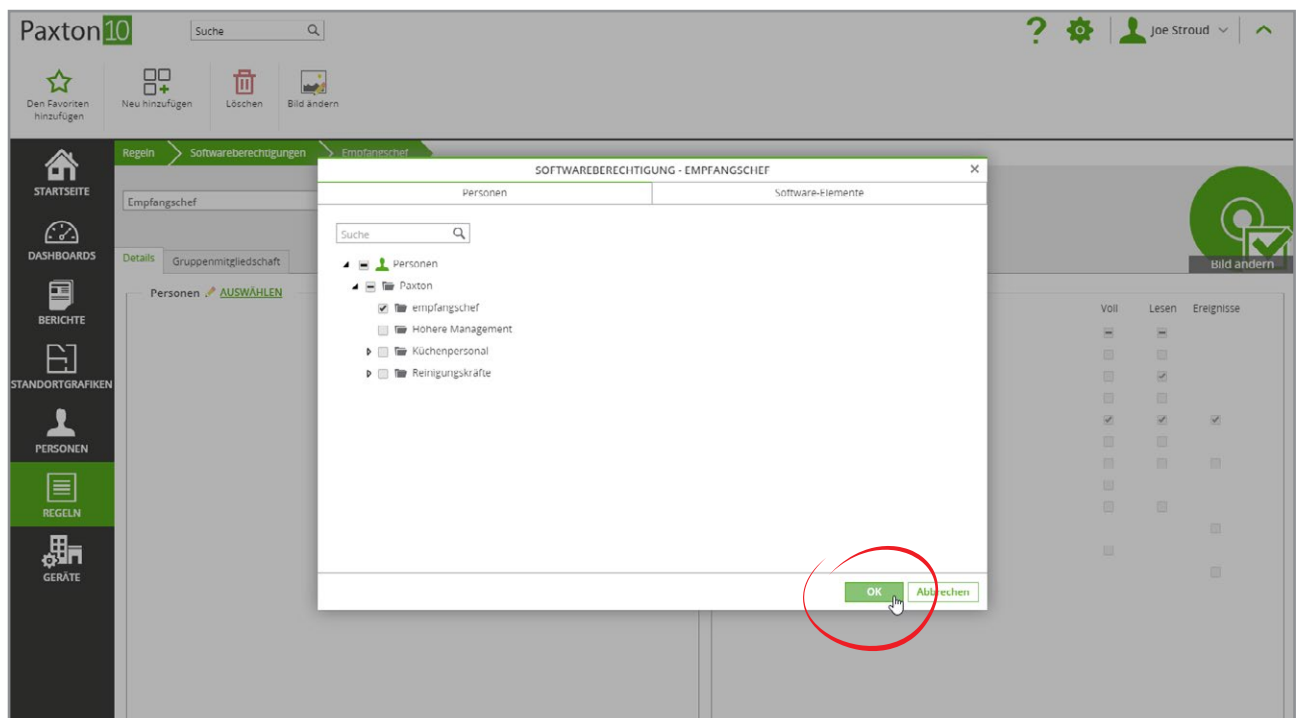 Paxton10
Suche
Joe Stroud
Den Favoriten
hinzufügen
Neu hinzufügen
Löschen
Bild ändern
STARTSEITE
DASHBOARDS
BERICHTE
STANDORTGRAFIKEN
PERSONEN
REGELN
GERÄTE
Regeln
Softwareberechtigungen
Empfangschef
Empfangschef
Bild ändern
Details
Gruppenmitgliedschaft
Personen AUSWÄHLEN
Voll Lesen Ereignisse
SOFTWAREBERECHTIGUNG - EMPFANGSCHEF
Personen
Software-Elemente
Suche
Personen
Paxton
empfangschef
Höhere Management
Küchenpersonal
Reinigungskräfte
OK
Abbrechen